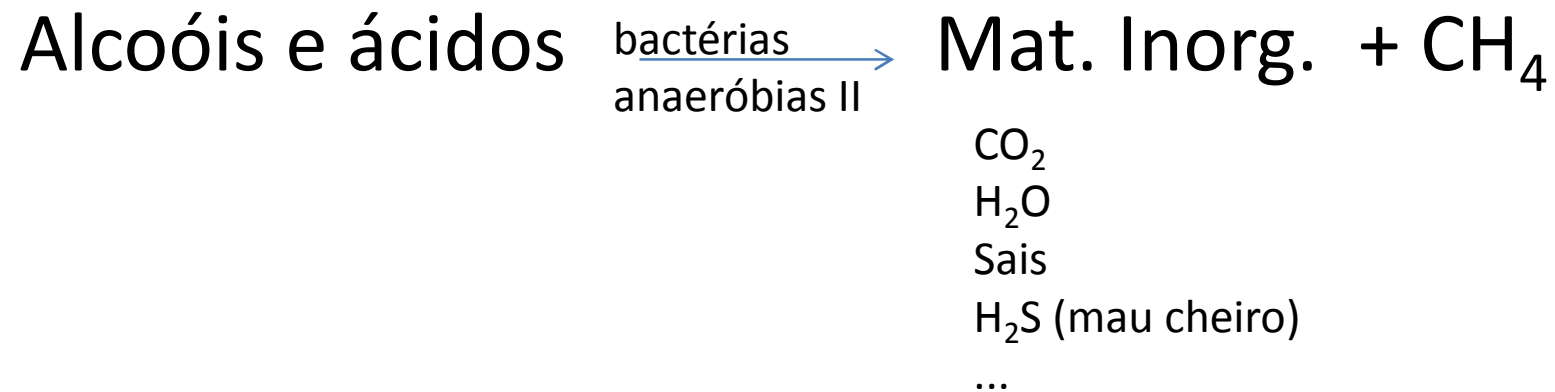 Alcoóis e ácidos bactérias anaeróbias II Mat. Inorg. + CH₄
CO₂
H₂O
Sais
H₂S (mau cheiro)
...